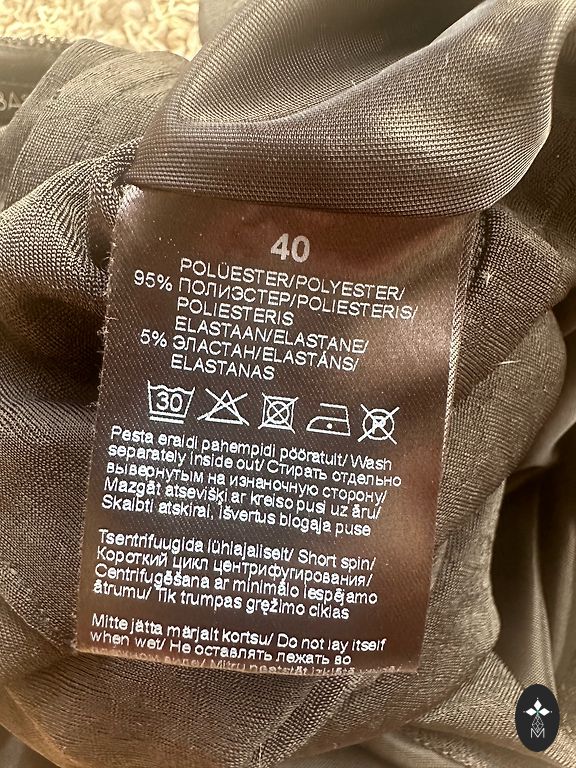 40
POLÜESTER/POLYESTER/
95% ПОЛИЭСТЕР/POLIESTERIS/
POLIESTERIS
ELASTAAN/ELASTANE/
5% ЭЛАСТАН/ELASTĀNS/
ELASTANAS
30
Pesta eraldi pahempidi pööratult/ Wash
separately inside out/ Стирать отдельно
вывернутым на изнаночную сторону/
Mazgāt atsevišķi ar kreiso pusi uz āru/
Skalbti atskirai, išvertus blogaja puse
Tsentrifuugida lühiajaliselt/ Short spin/
Короткий цикл центрифугирования/
Centrifugēšana ar minimālo iespējamo
ātrumu/ Tik trumpas gręžimo ciklas
Mitte jätta märjalt kortsu/ Do not lay itself
when wet/ Не оставлять лежать во